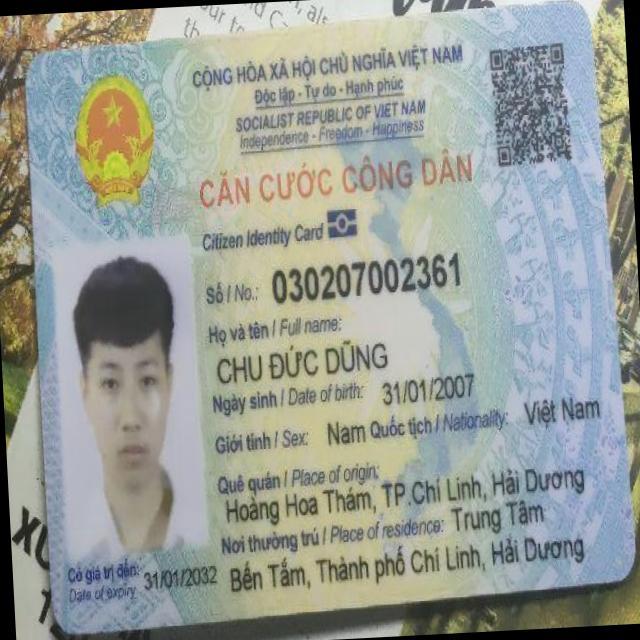 CỘNG HÒA XÃ HỘI CHỦ NGHĨA VIỆT NAM
Độc lập - Tự do - Hạnh phúc
SOCIALIST REPUBLIC OF VIET NAM
Independence - Freedom - Happiness
CĂN CƯỚC CÔNG DÂN
Citizen Identity Card
Số / No.: 030207002361
Họ và tên / Full name:
CHU ĐỨC DŨNG
Ngày sinh / Date of birth: 31/01/2007
Giới tính / Sex: Nam Quốc tịch / Nationality: Việt Nam
Quê quán / Place of origin:
Hoàng Hoa Thám, TP.Chí Linh, Hải Dương
Nơi thường trú / Place of residence: Trung Tâm
Bến Tắm, Thành phố Chí Linh, Hải Dương
Có giá trị đến: 31/01/2032
Date of expiry